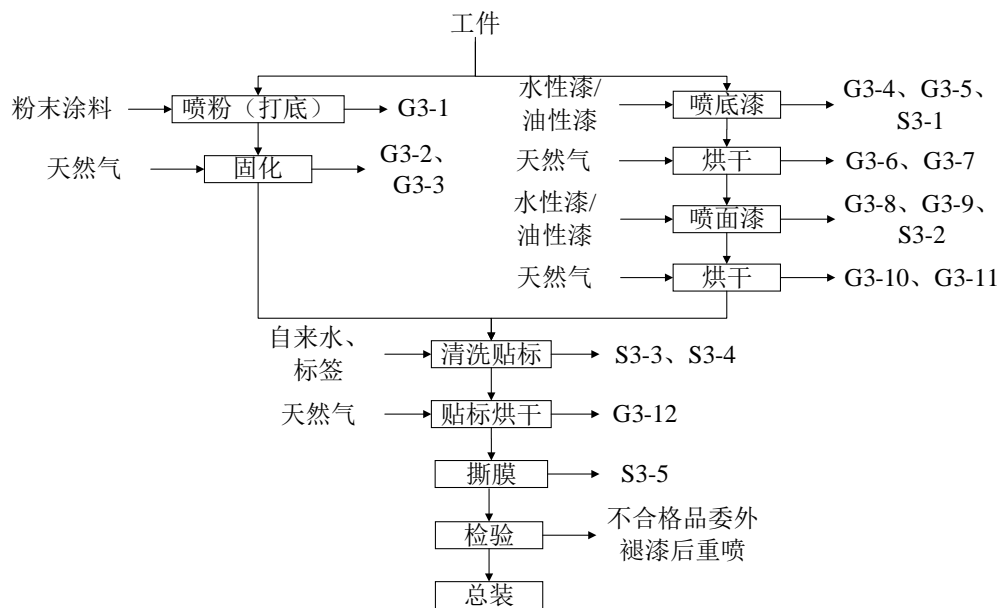 工件
粉末涂料
喷粉（打底）
G3-1
天然气
固化
G3-2、
G3-3
水性漆/
油性漆
喷底漆
G3-4、G3-5、
S3-1
天然气
烘干
G3-6、G3-7
水性漆/
油性漆
喷面漆
G3-8、G3-9、
S3-2
天然气
烘干
G3-10、G3-11
自来水、
标签
清洗贴标
S3-3、S3-4
天然气
贴标烘干
G3-12
撕膜
S3-5
检验
不合格品委外
褪漆后重喷
总装